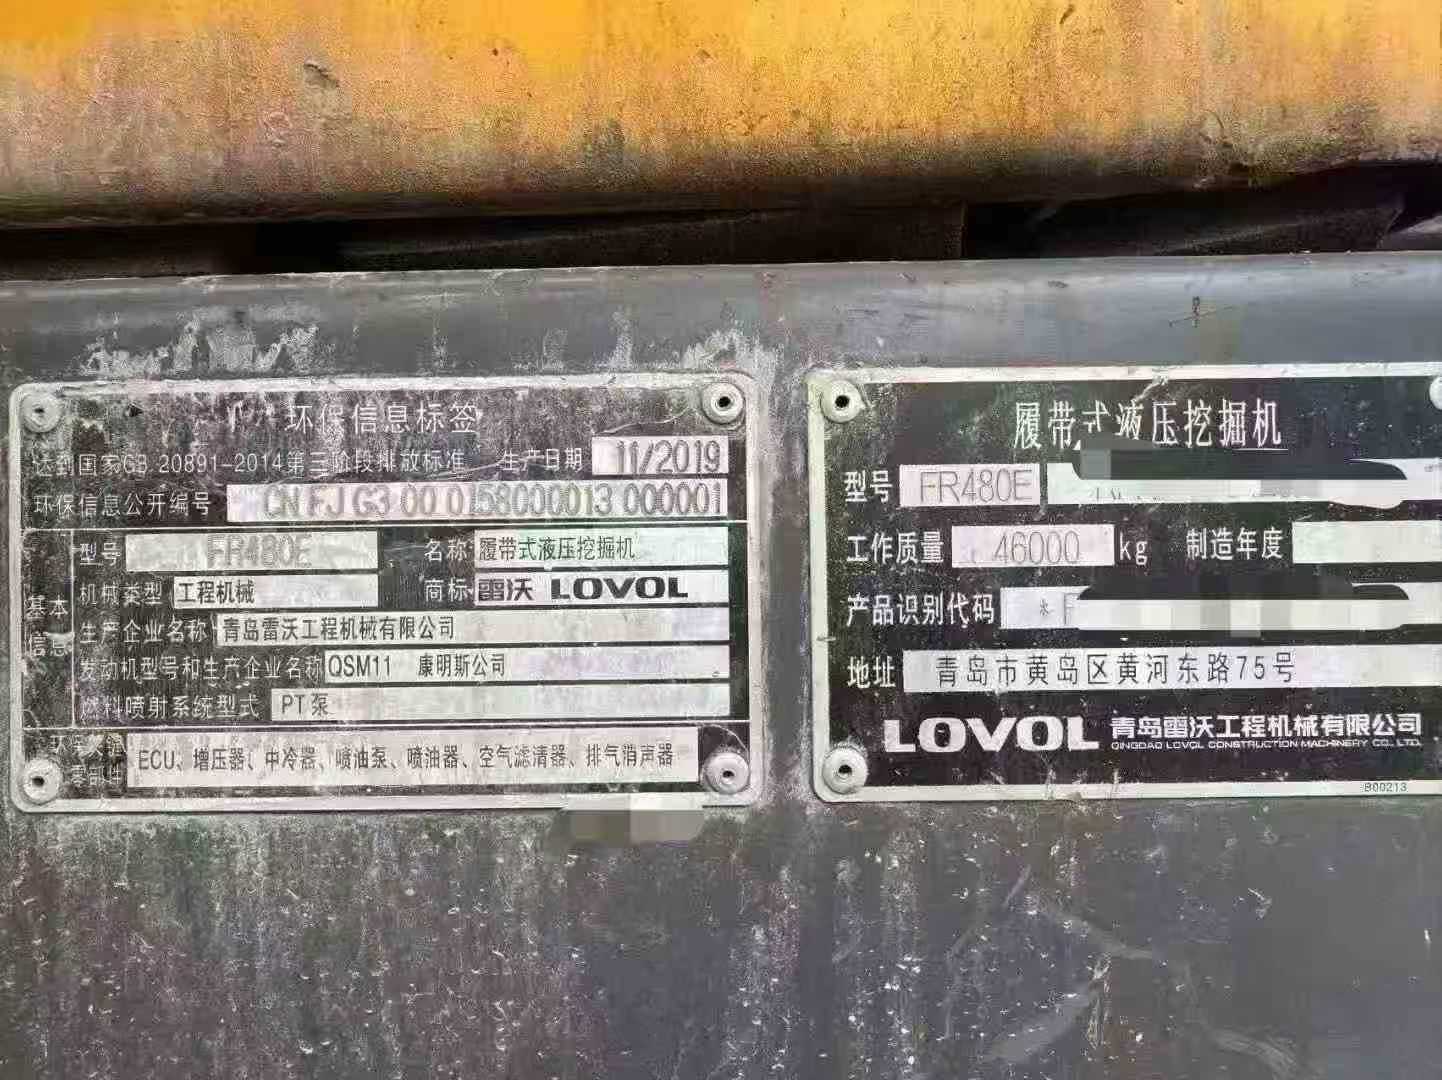 环保信息标签
达到国家GB 20891-2014第三阶段排放标准 生产日期 11/2019
环保信息公开编号 CN FJ G3 00 0158000013 000001
基本信息
型号 FR480E 名称 履带式液压挖掘机
机械类型 工程机械 商标 雷沃 LOVOL
生产企业名称 青岛雷沃工程机械有限公司
发动机型号和生产企业名称 QSM11 康明斯公司
燃料喷射系统型式 PT泵
环保关键零部件 ECU、增压器、中冷器、喷油泵、喷油器、空气滤清器、排气消声器
履带式液压挖掘机
型号 FR480E
工作质量 46000 kg 制造年度
产品识别代码 *
地址 青岛市黄岛区黄河东路75号
LOVOL 青岛雷沃工程机械有限公司
QINGDAO LOVOL CONSTRUCTION MACHINERY CO., LTD.
B00213